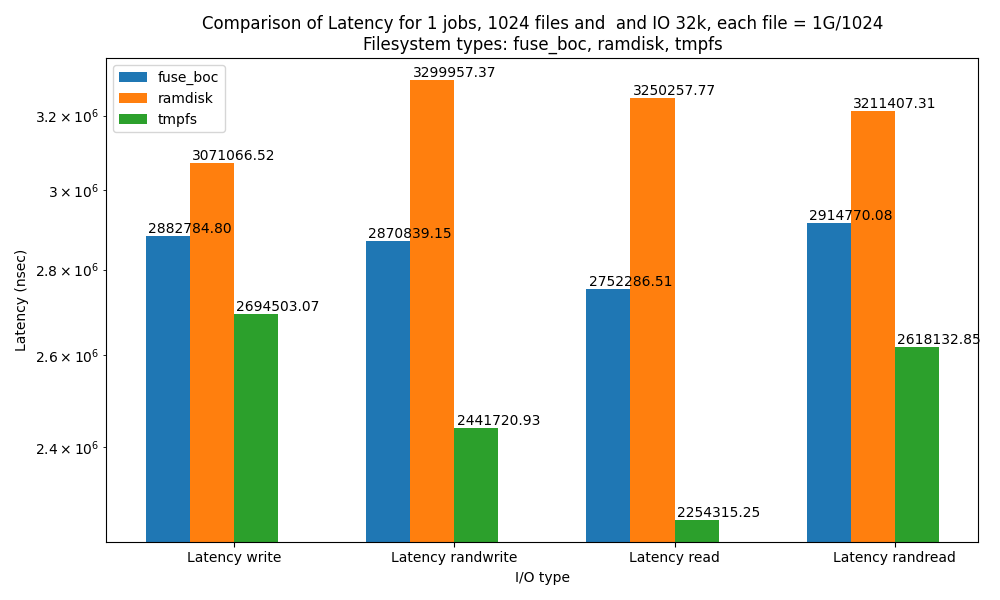 Comparison of Latency for 1 jobs, 1024 files and  and IO 32k, each file = 1G/1024
Filesystem types: fuse_boc, ramdisk, tmpfs
fuse_boc
ramdisk
tmpfs
Latency (nsec)
3.2 × 10⁶
3 × 10⁶
2.8 × 10⁶
2.6 × 10⁶
2.4 × 10⁶
2882784.80
3071066.52
2694503.07
2870839.15
3299957.37
2441720.93
2752286.51
3250257.77
2254315.25
2914770.08
3211407.31
2618132.85
Latency write
Latency randwrite
Latency read
Latency randread
I/O type